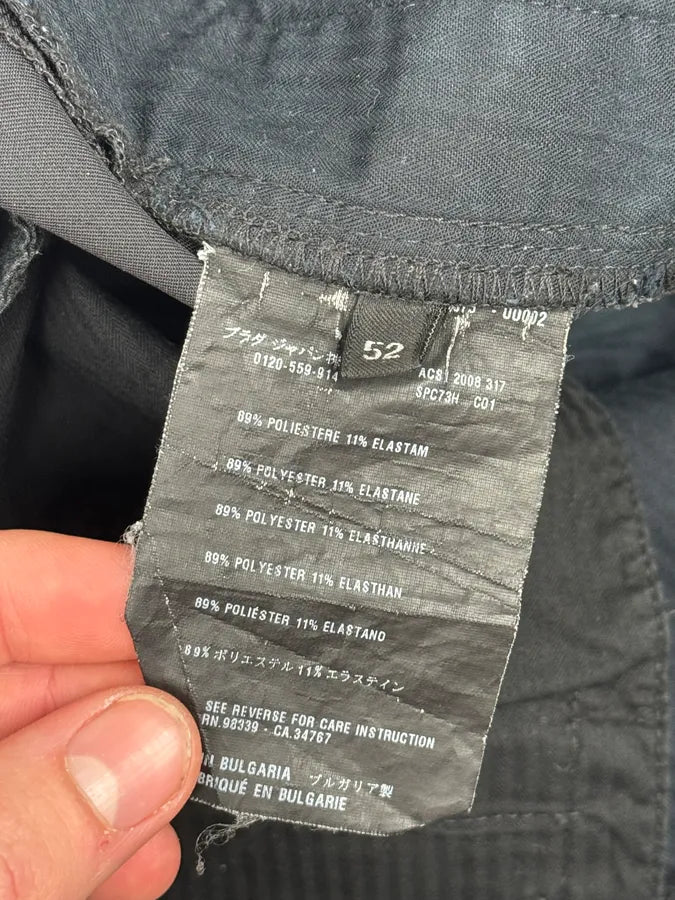 - 00002
プラダ ジャパン株
0120-559-914
52
ACS 2008 317
SPC73H C01
89% POLIESTERE 11% ELASTAM
89% POLYESTER 11% ELASTANE
89% POLYESTER 11% ELASTHANNE
89% POLYESTER 11% ELASTHAN
89% POLIÉSTER 11% ELASTANO
89% ポリエステル 11% エラステイン
SEE REVERSE FOR CARE INSTRUCTION
RN.98339 - CA.34767
N BULGARIA ブルガリア製
BRIQUÉ EN BULGARIE